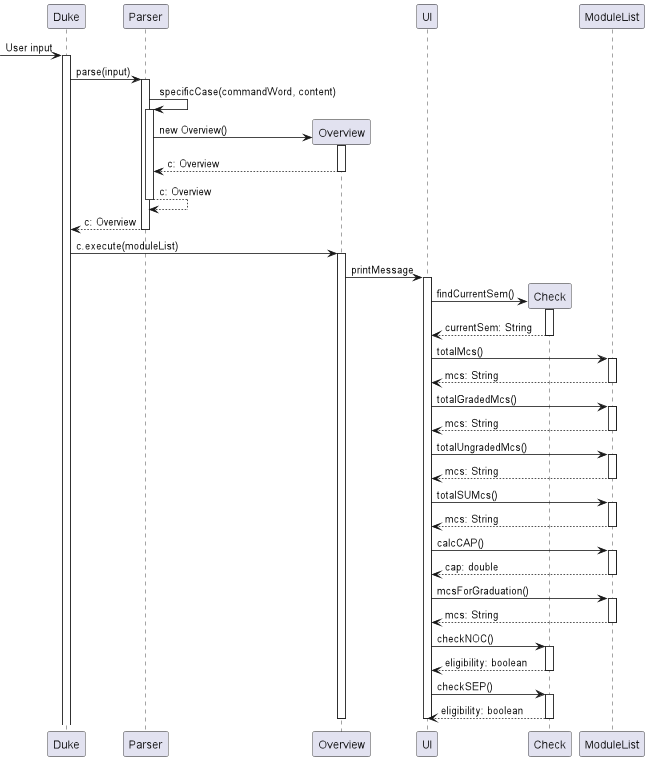 Duke Parser UI ModuleList
User input
parse(input)
specificCase(commandWord, content)
new Overview()
Overview
c: Overview
c: Overview
c: Overview
c.execute(moduleList)
printMessage
findCurrentSem()
Check
currentSem: String
totalMcs()
mcs: String
totalGradedMcs()
mcs: String
totalUngradedMcs()
mcs: String
totalSUMcs()
mcs: String
calcCAP()
cap: double
mcsForGraduation()
mcs: String
checkNOC()
eligibility: boolean
checkSEP()
eligibility: boolean
Duke Parser Overview UI Check ModuleList